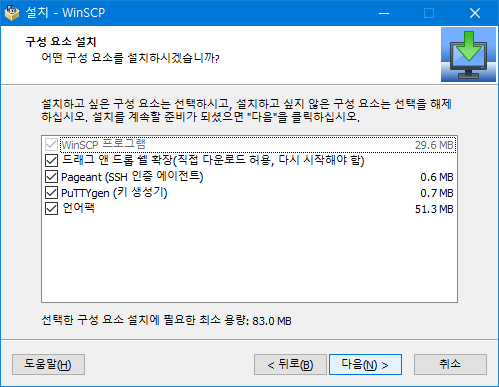 설치 - WinSCP
구성 요소 설치
어떤 구성 요소를 설치하시겠습니까?
설치하고 싶은 구성 요소는 선택하시고, 설치하고 싶지 않은 구성 요소는 선택을 해제
하십시오. 설치를 계속할 준비가 되셨으면 "다음"을 클릭하십시오.
WinSCP 프로그램 29.6 MB
드래그 앤 드롭 쉘 확장(직접 다운로드 허용, 다시 시작해야 함)
Pageant (SSH 인증 에이전트) 0.6 MB
PuTTYgen (키 생성기) 0.7 MB
언어팩 51.3 MB
선택한 구성 요소 설치에 필요한 최소 용량: 83.0 MB
도움말(H) < 뒤로(B) 다음(N) > 취소